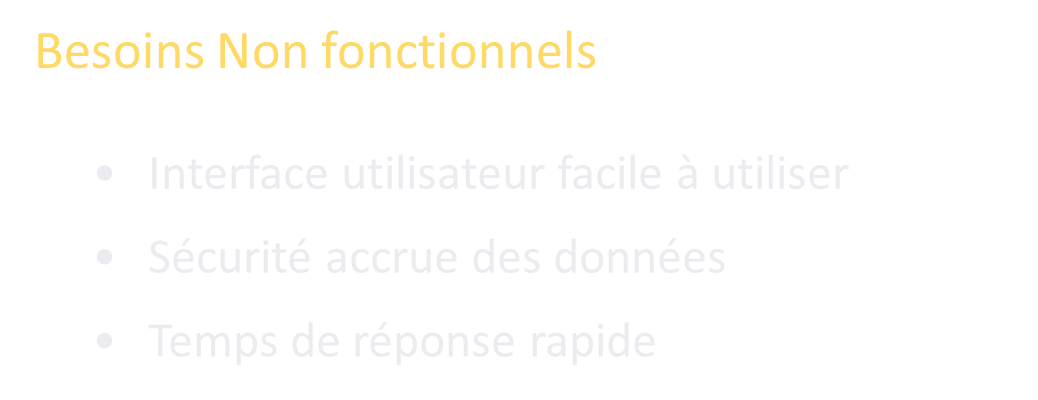 Besoins Non fonctionnels
• Interface utilisateur facile à utiliser
• Sécurité accrue des données
• Temps de réponse rapide